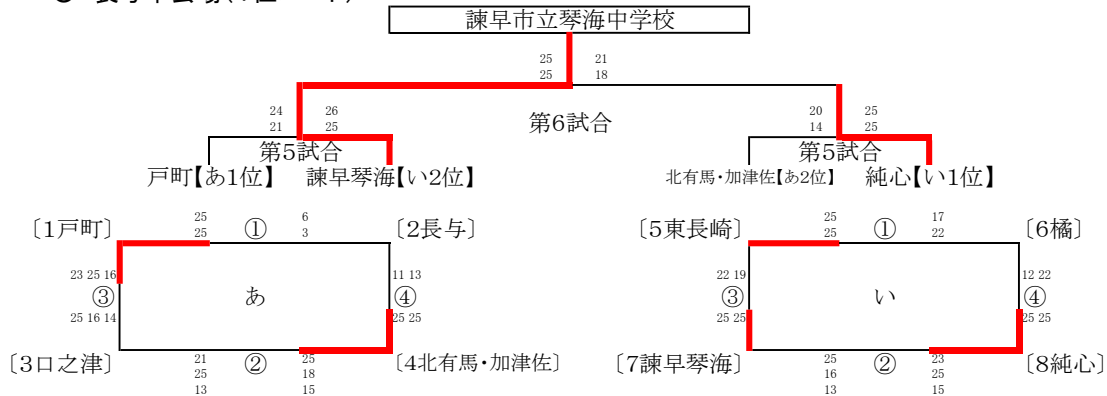 諫早市立琴海中学校
25 21
25 18
24 26 第6試合 20 25
21 25 14 25
第5試合 第5試合
戸町【あ1位】 諫早琴海【い2位】 北有馬・加津佐【あ2位】 純心【い1位】
〔1戸町〕 25 ① 6 〔2長与〕 〔5東長崎〕 25 ① 17 〔6橘〕
25 3 25 22
23 25 16 11 13 22 19 12 22
③ あ ④ ③ い ④
25 16 14 25 25 25 25 25 25
〔3口之津〕 21 ② 25 〔4北有馬・加津佐〕 〔7諫早琴海〕 25 ② 23 〔8純心〕
25 18 16 25
13 15 13 15